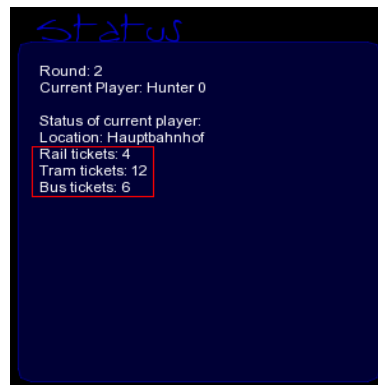 Status
Round: 2
Current Player: Hunter 0
Status of current player:
Location: Hauptbahnhof
Rail tickets: 4
Tram tickets: 12
Bus tickets: 6